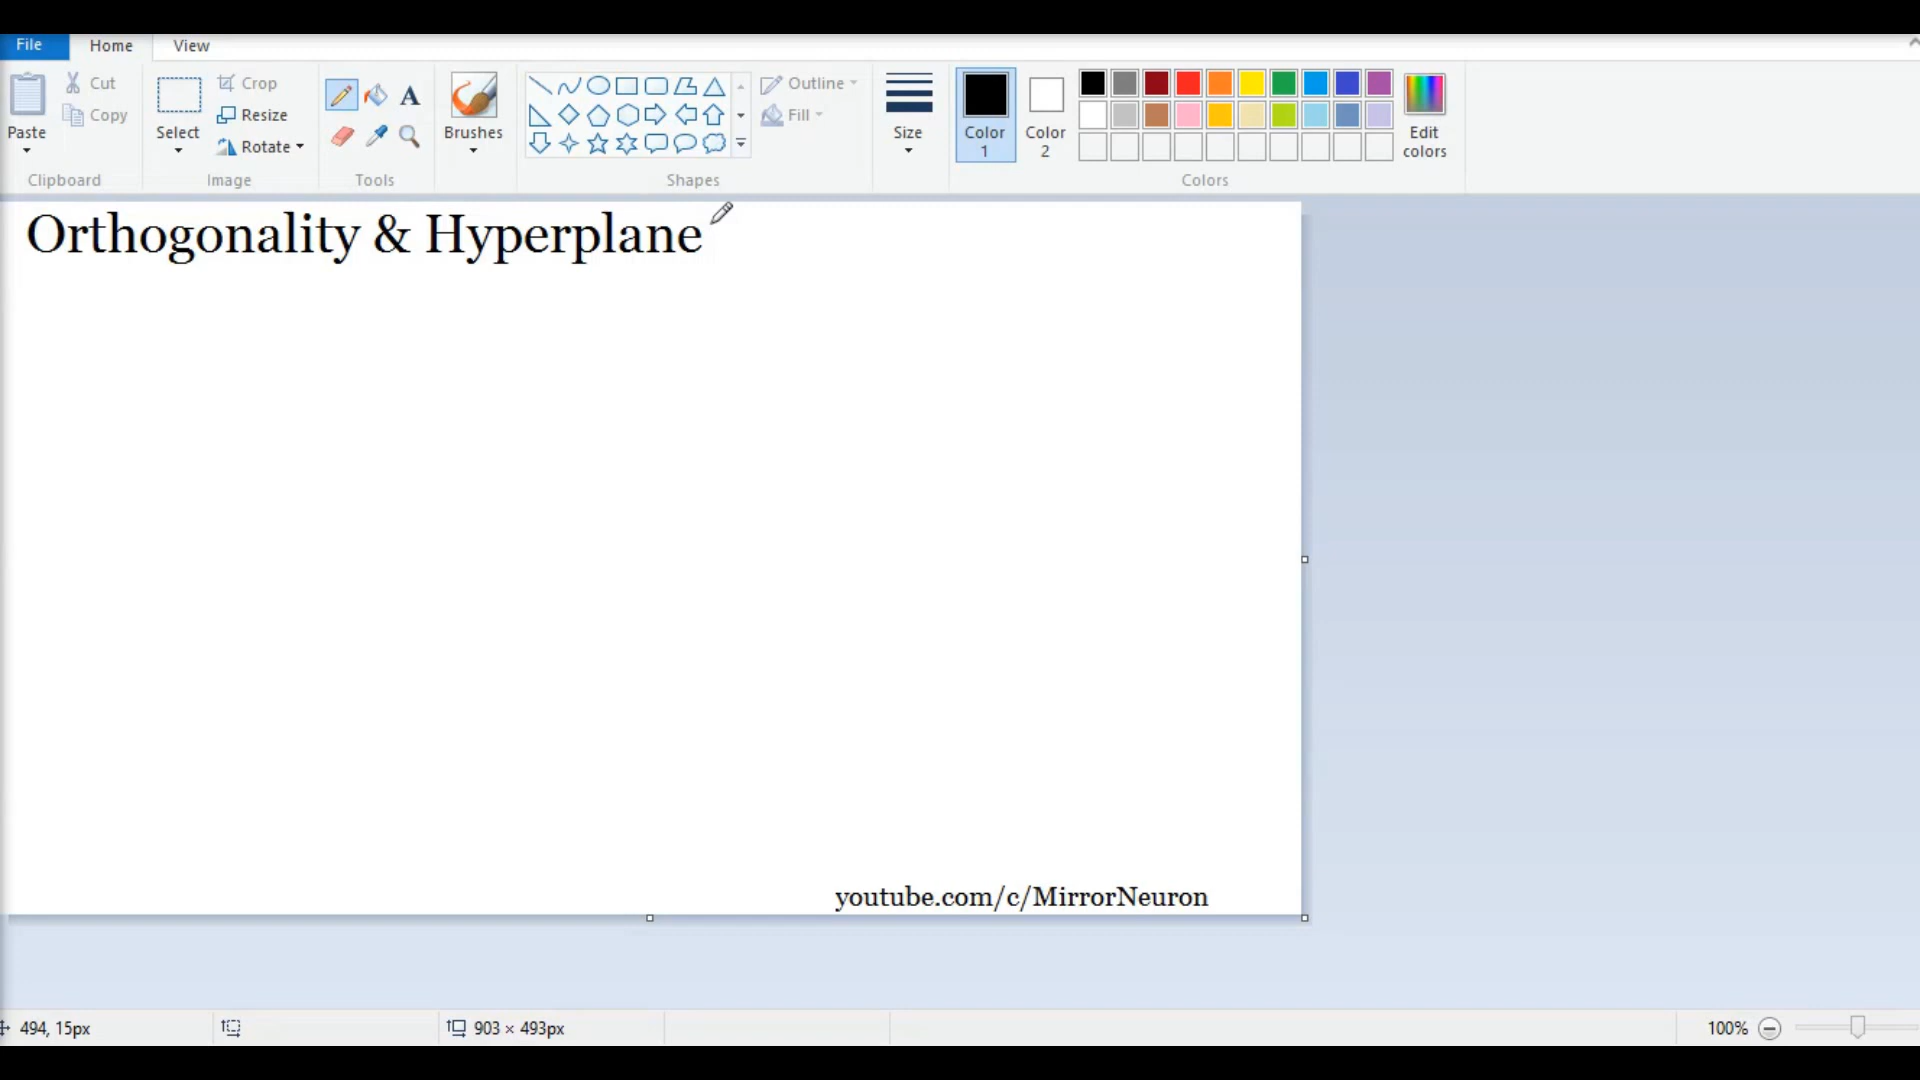 File Home View
Paste
Cut
Copy
Clipboard
Select
Crop
Resize
Rotate
Image
A
Tools
Brushes
Shapes
Outline
Fill
Size
Color
1
Color
2
Edit
colors
Colors
Orthogonality & Hyperplane
youtube.com/c/MirrorNeuron
494, 15px
903 × 493px
100%